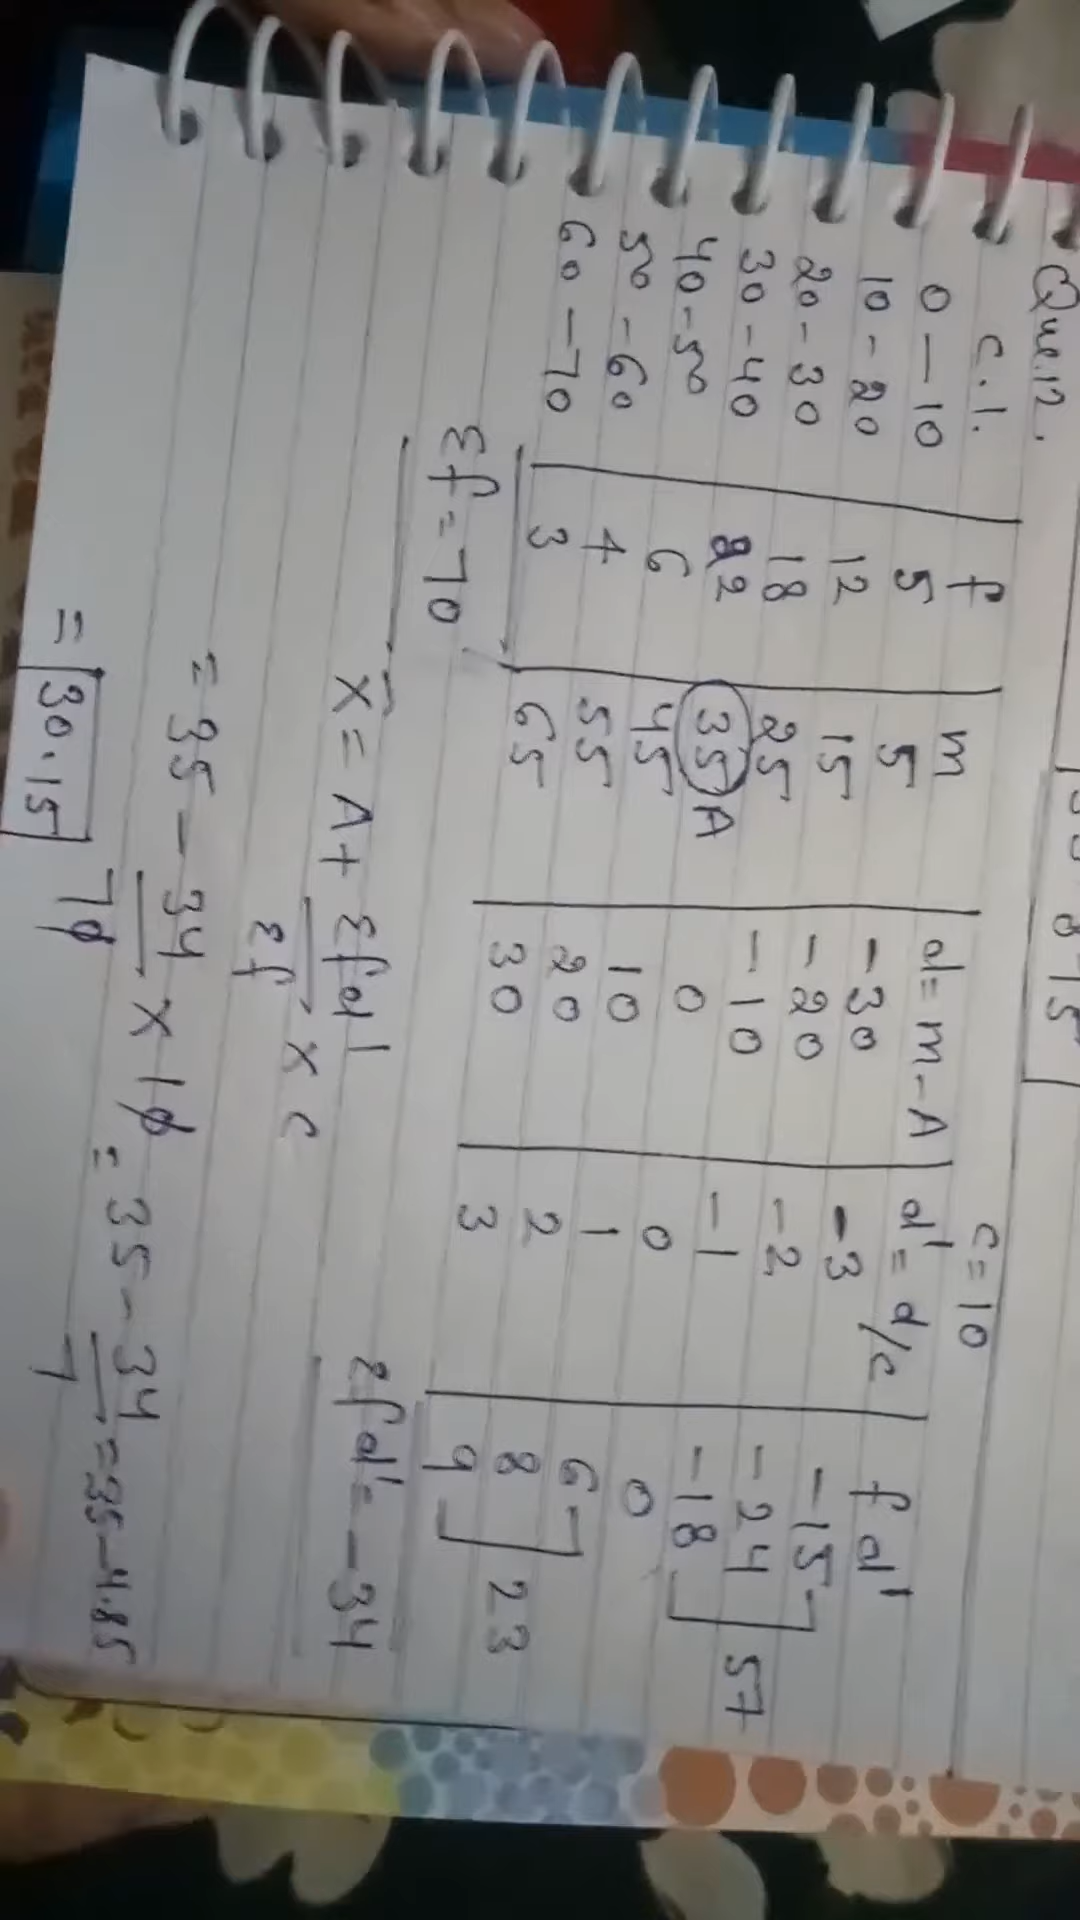 Que.12.
c = 10
C.I. f m d=m-A d'=d/c fd'
0-10 5 5 -30 -3 -15
10-20 12 15 -20 -2 -24 57
20-30 18 25 -10 -1 -18
30-40 22 35 A 0 0 0
40-50 6 45 10 1 6
50-60 4 55 20 2 8 23
60-70 3 65 30 3 9
Σf=70 Σfd'=-34
x̄ = A + Σfd'/Σf × c
= 35 - 34/70 × 10 = 35 - 34/7 = 35-4.85
= 30.15